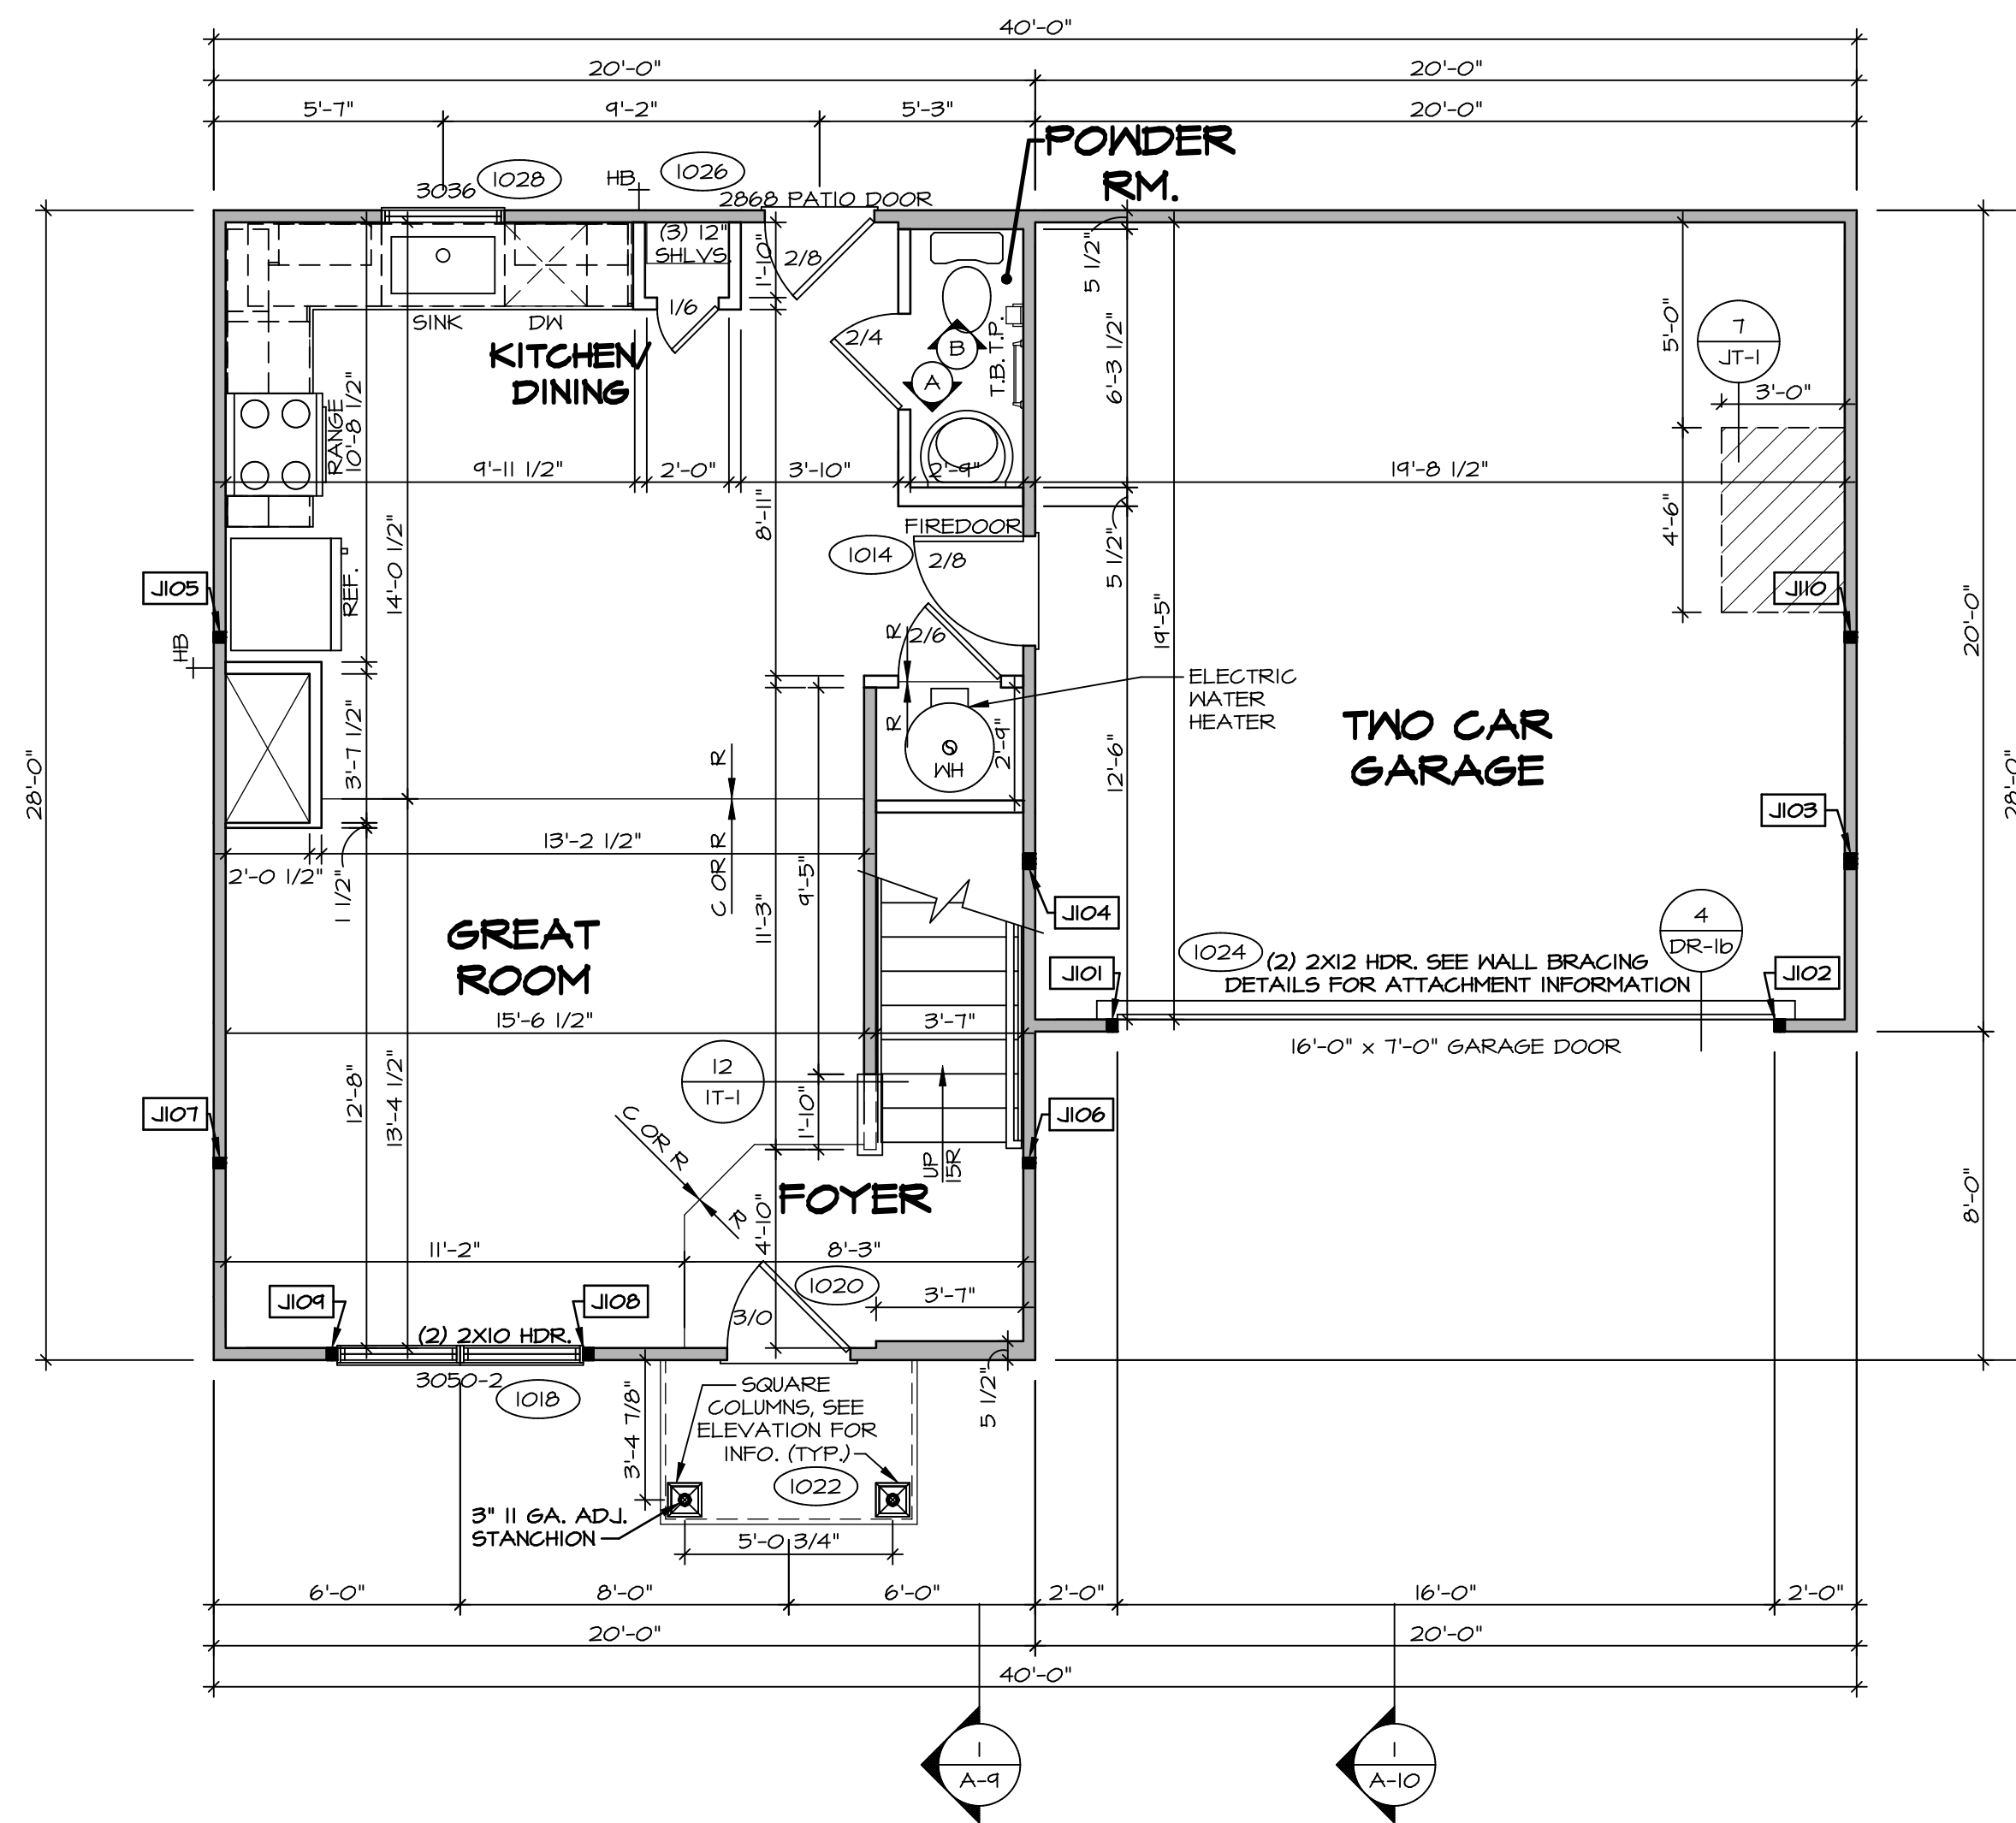 40'-0"
20'-0"
20'-0"
5'-7"
9'-2"
5'-3"
20'-0"
POWDER
RM.
3036
1028
HB
1026
2868 PATIO DOOR
(3) 12"
SHLVS.
1'-10"
2/8
5 1/2"
1/6
SINK
DW
KITCHEN/
DINING
2/4
B
A
T.P.
T.B.
6'-3 1/2"
5'-0"
7
JT-1
3'-0"
RANGE
10'-8 1/2"
9'-11 1/2"
2'-0"
3'-10"
2'-9"
19'-8 1/2"
8'-11"
4'-6"
FIREDOOR
1014
2/8
5 1/2"
14'-0 1/2"
REF.
J105
J110
HB
R
2/6
19'-5"
20'-0"
ELECTRIC
WATER
HEATER
R
2'-9"
WH
TWO CAR
GARAGE
28'-0"
3'-7 1/2"
R
12'-6"
28'-0"
J103
13'-2 1/2"
C OR R
9'-5"
2'-0 1/2"
1 1/2"
11'-3"
J104
4
DR-1b
GREAT
ROOM
1024
(2) 2X12 HDR. SEE WALL BRACING
DETAILS FOR ATTACHMENT INFORMATION
J101
J102
15'-6 1/2"
3'-7"
16'-0" x 7'-0" GARAGE DOOR
12
IT-1
12'-8"
13'-4 1/2"
1'-10"
J107
J106
C OR R
R
UP
15R
FOYER
8'-0"
4'-10"
11'-2"
8'-3"
1020
3'-7"
J109
J108
3/0
(2) 2X10 HDR.
3050-2
1018
3'-4 7/8"
SQUARE
COLUMNS, SEE
ELEVATION FOR
INFO. (TYP.)
5 1/2"
1022
3" 11 GA. ADJ.
STANCHION
5'-0 3/4"
6'-0"
8'-0"
6'-0"
2'-0"
16'-0"
2'-0"
20'-0"
20'-0"
40'-0"
1
A-9
1
A-10